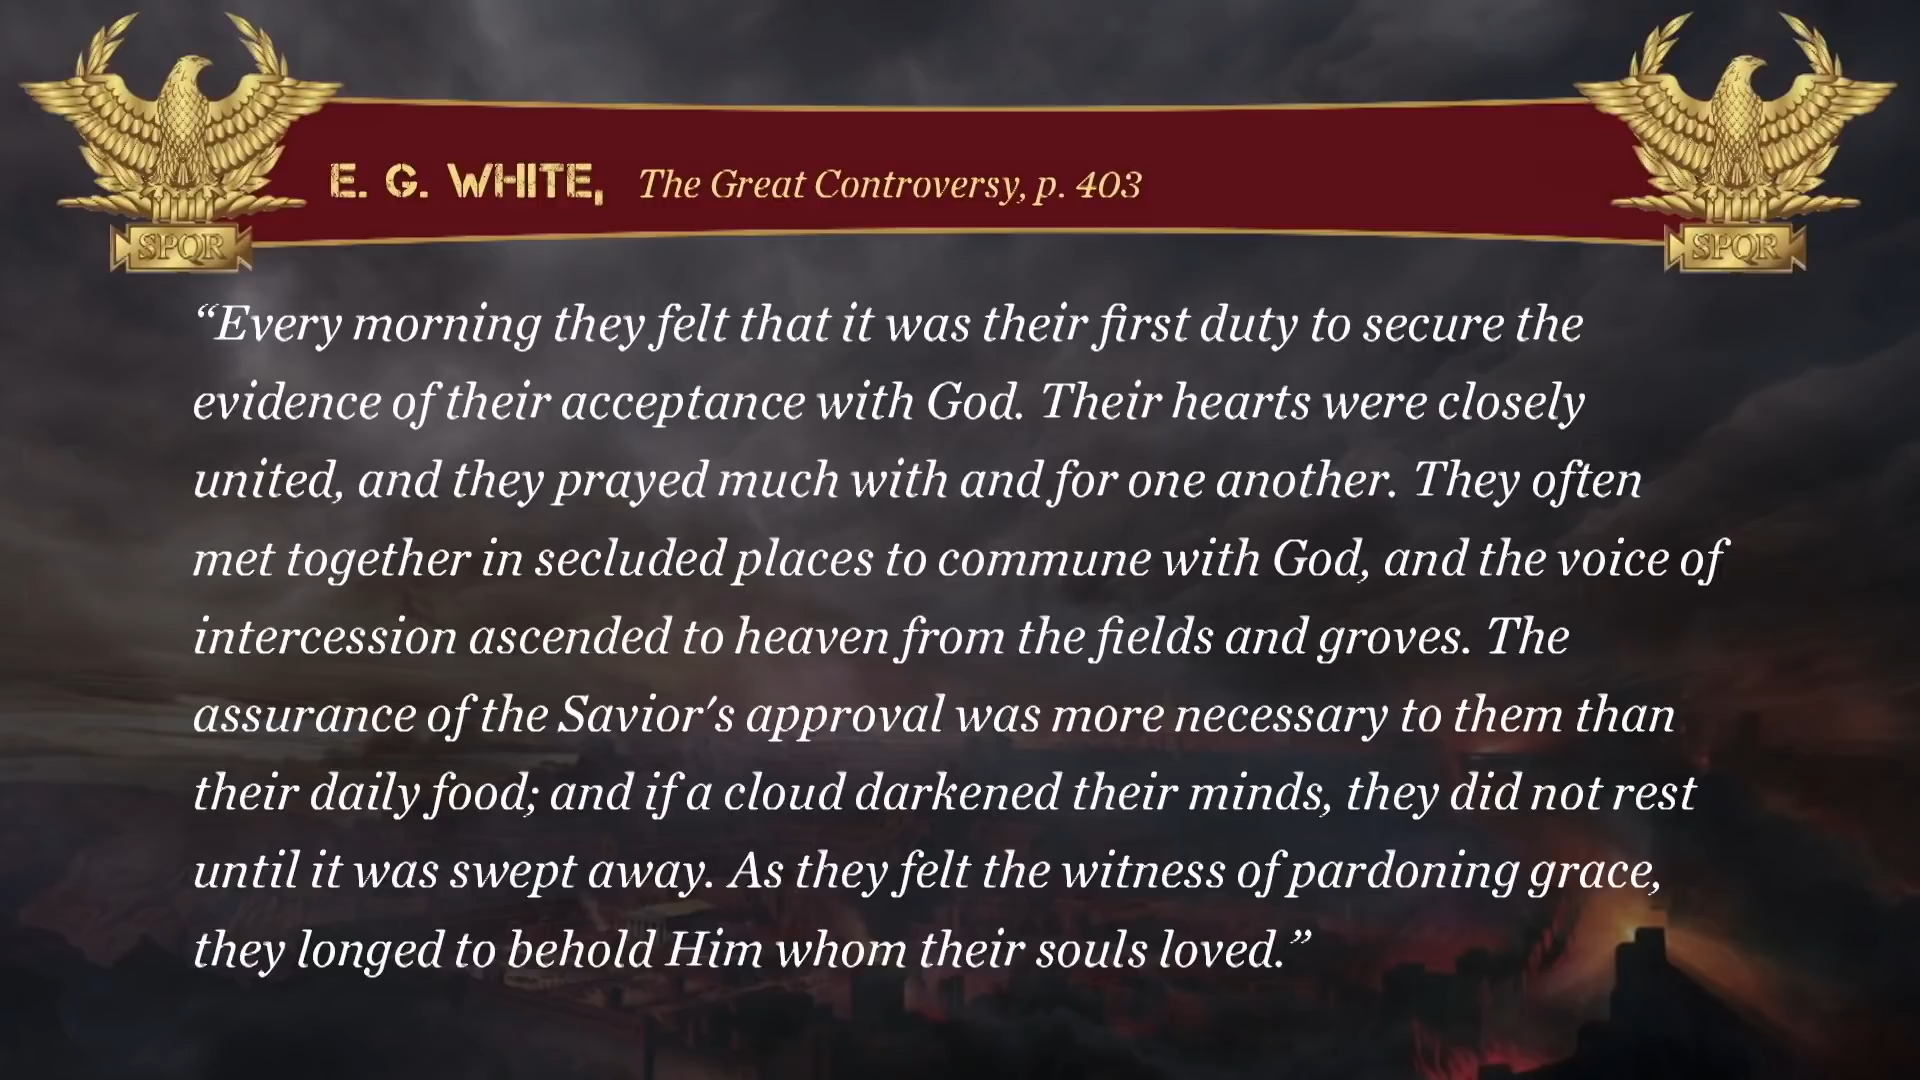 SPQR
E. G. WHITE, The Great Controversy, p. 403
SPQR
“Every morning they felt that it was their first duty to secure the
evidence of their acceptance with God. Their hearts were closely
united, and they prayed much with and for one another. They often
met together in secluded places to commune with God, and the voice of
intercession ascended to heaven from the fields and groves. The
assurance of the Savior's approval was more necessary to them than
their daily food; and if a cloud darkened their minds, they did not rest
until it was swept away. As they felt the witness of pardoning grace,
they longed to behold Him whom their souls loved.”